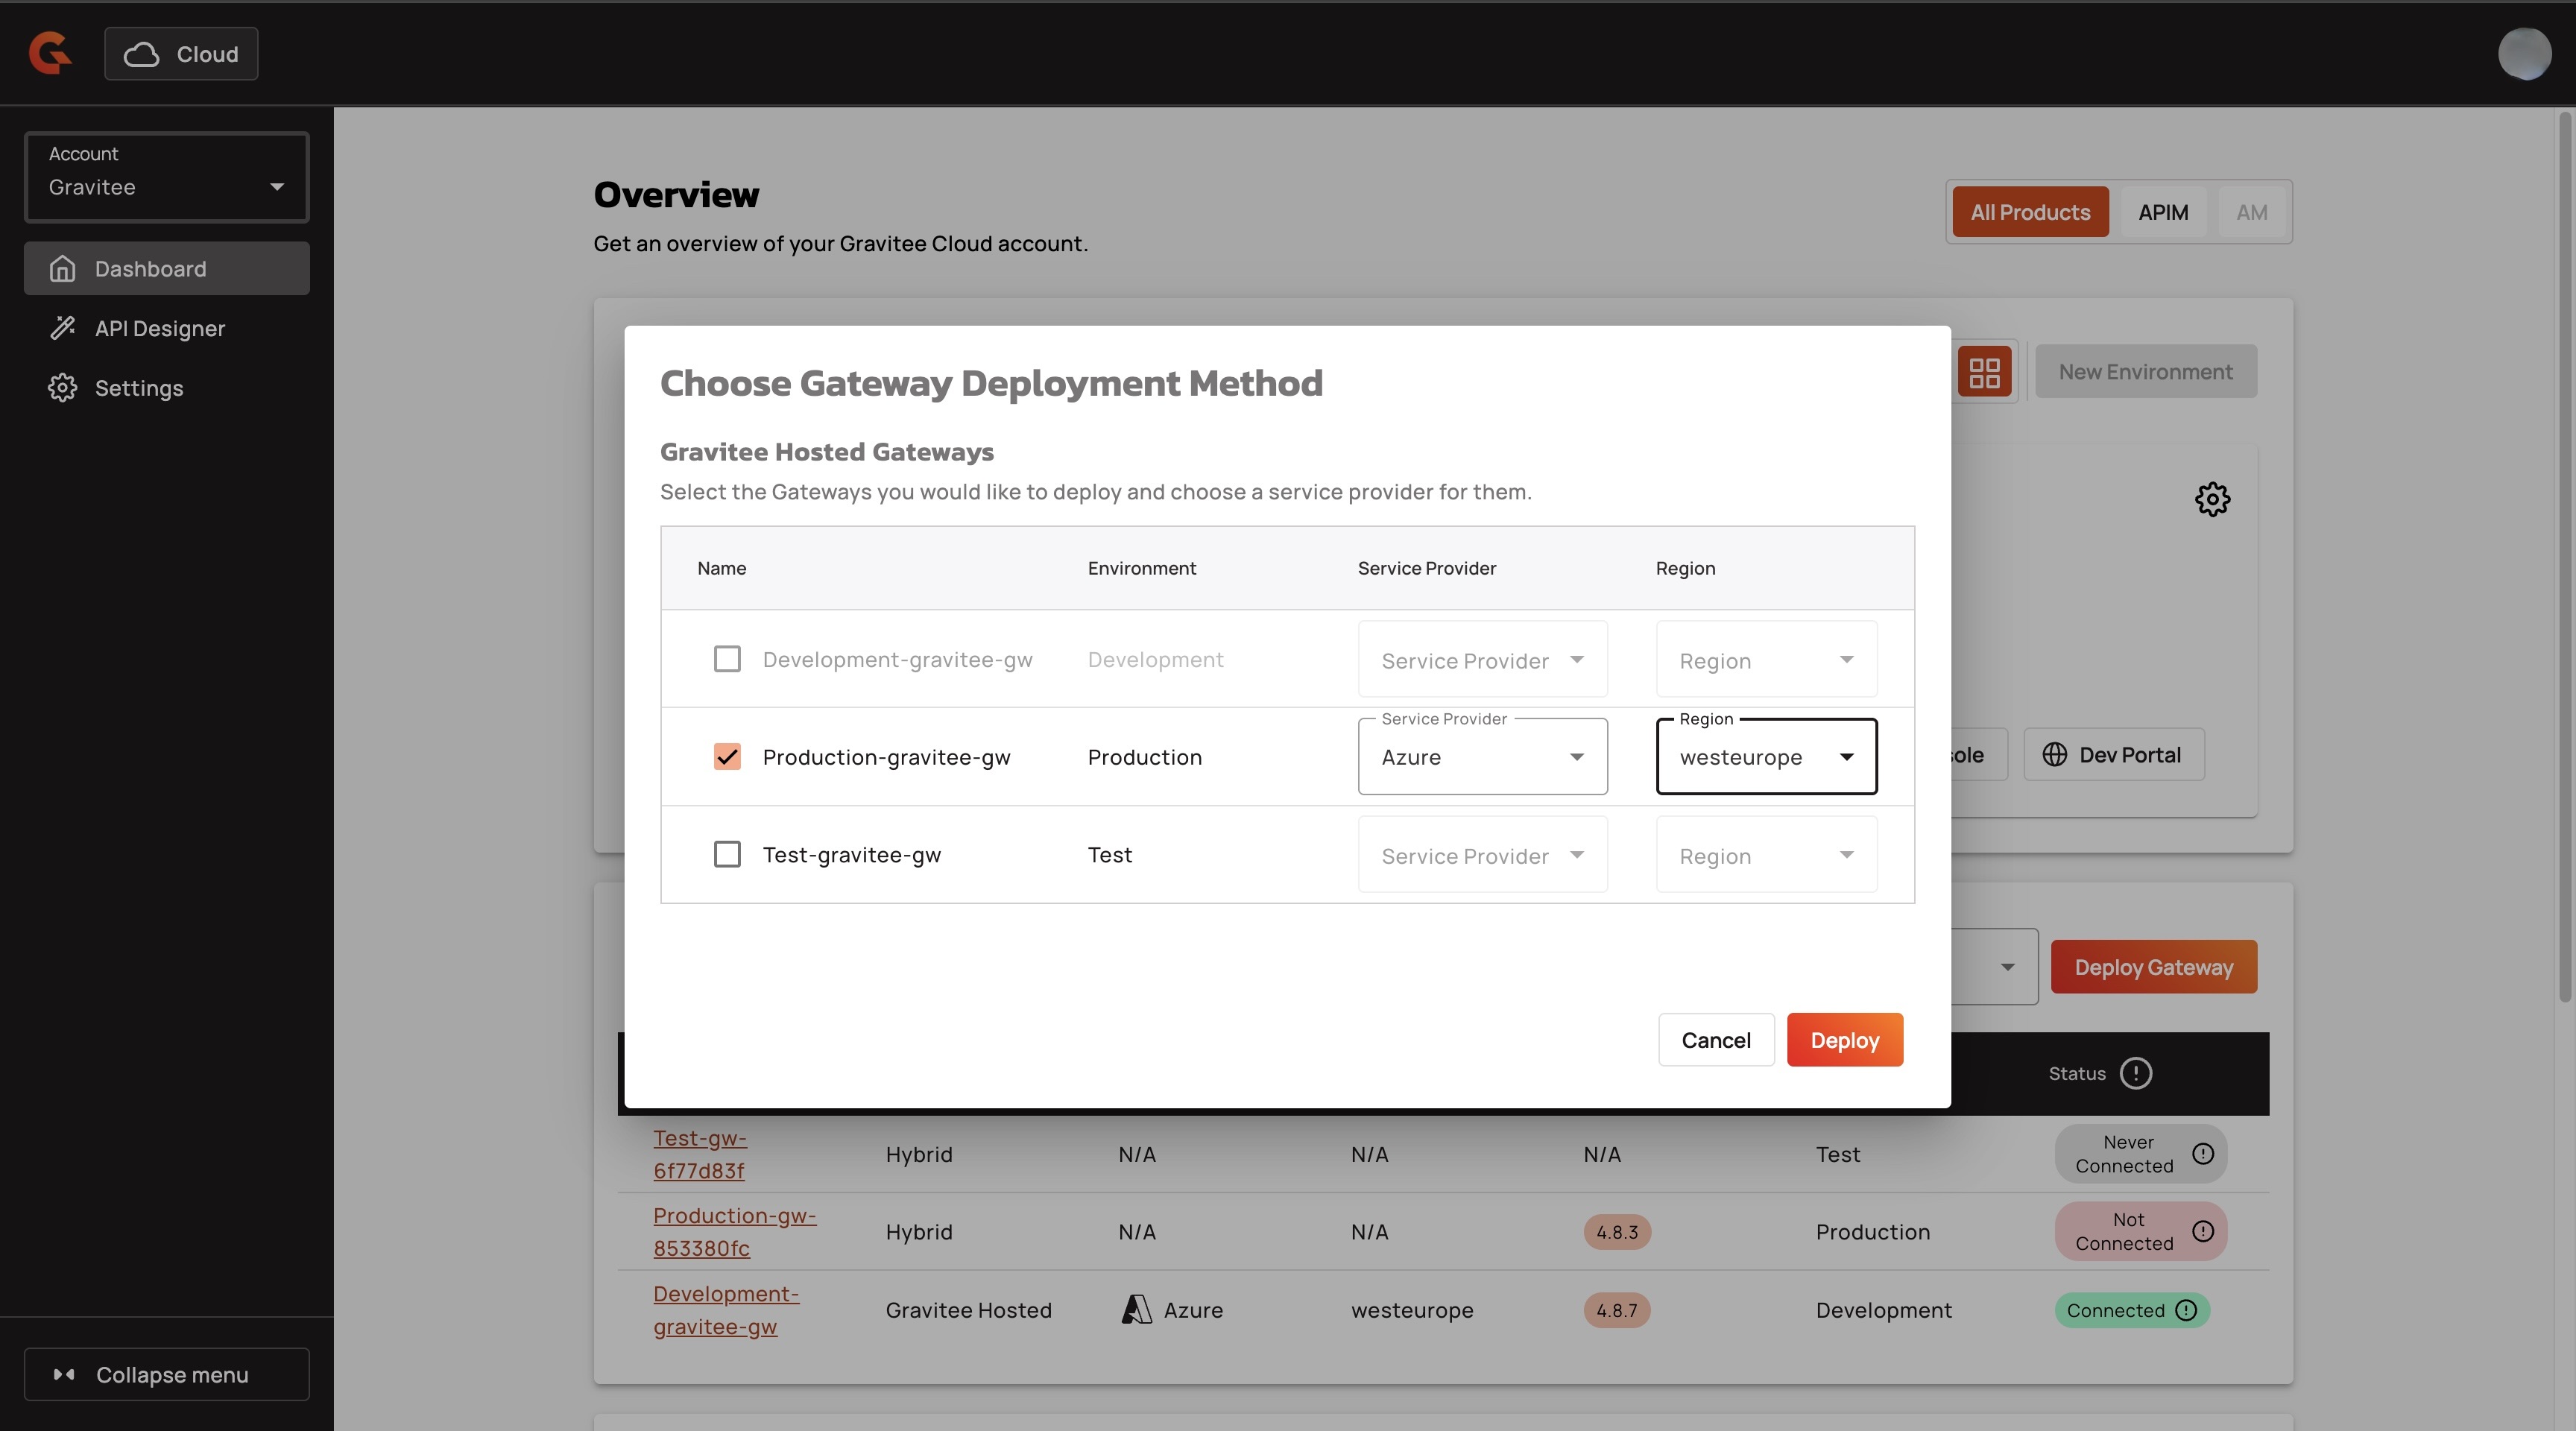 Cloud
Account
Gravitee
Dashboard
API Designer
Settings
Collapse menu
Overview
Get an overview of your Gravitee Cloud account.
All Products
APIM
AM
New Environment
Choose Gateway Deployment Method
Gravitee Hosted Gateways
Select the Gateways you would like to deploy and choose a service provider for them.
Name Environment Service Provider Region
Development-gravitee-gw Development Service Provider Region
Service Provider Region
Production-gravitee-gw Production Azure westeurope
Test-gravitee-gw Test Service Provider Region
Dev Portal
Deploy Gateway
Cancel Deploy
Status
Test-gw-
6f77d83f
Hybrid N/A N/A N/A Test
Never
Connected
Production-gw-
853380fc
Hybrid N/A N/A 4.8.3 Production
Not
Connected
Development-
gravitee-gw
Gravitee Hosted Azure westeurope 4.8.7 Development Connected